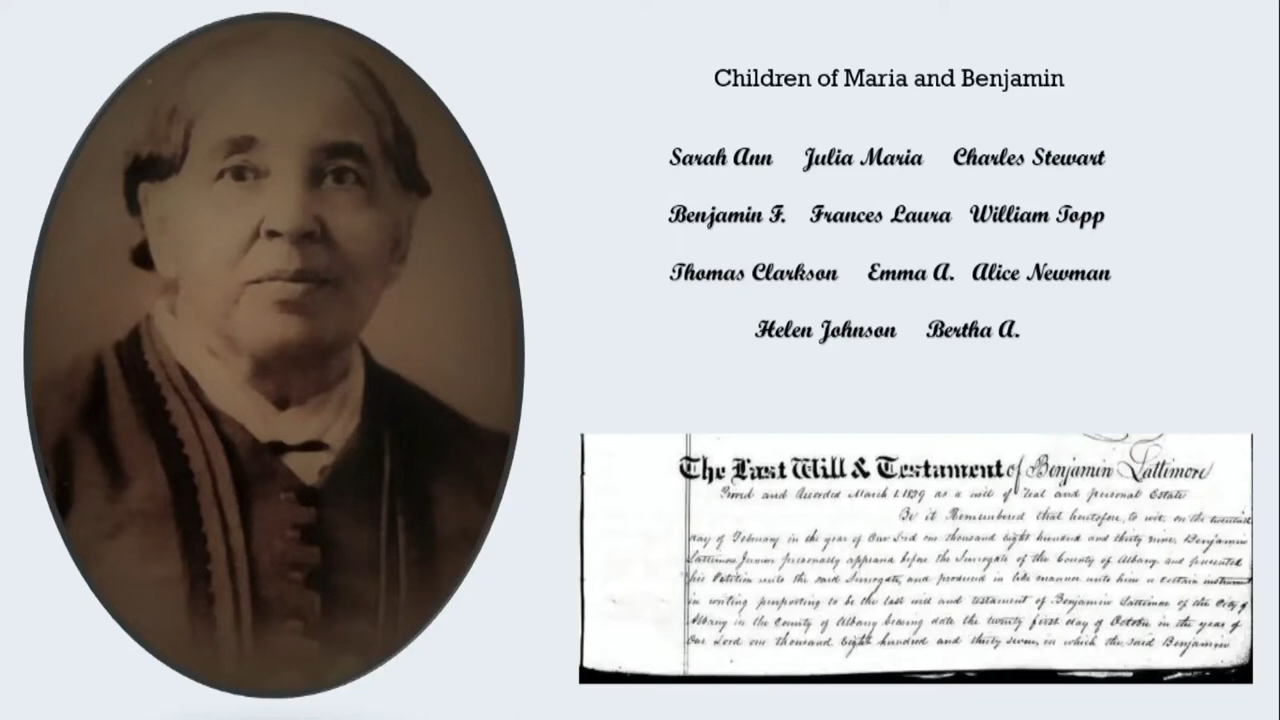 Children of Maria and Benjamin
Sarah Ann Julia Maria Charles Stewart
Benjamin F. Frances Laura William Topp
Thomas Clarkson Emma A. Alice Newman
Helen Johnson Bertha A.
The Last Will & Testament of Benjamin Lattimore
Proved and Recorded March 1. 1839 as a will of real and personal Estate
Be it Remembered that heretofore, to wit, on the twentieth
day of February in the year of Our Lord one thousand eight hundred and thirty nine, Benjamin
Lattimore Junior personally appeared before the Surrogate of the County of Albany and presented
his Petition unto the said Surrogate, and produced in like manner unto him a certain instrument
in writing purporting to be the last will and testament of Benjamin Lattimore of the City of
Albany in the County of Albany bearing date the twenty first day of October in the year of
Our Lord one thousand eight hundred and thirty seven, in which the said Benjamin